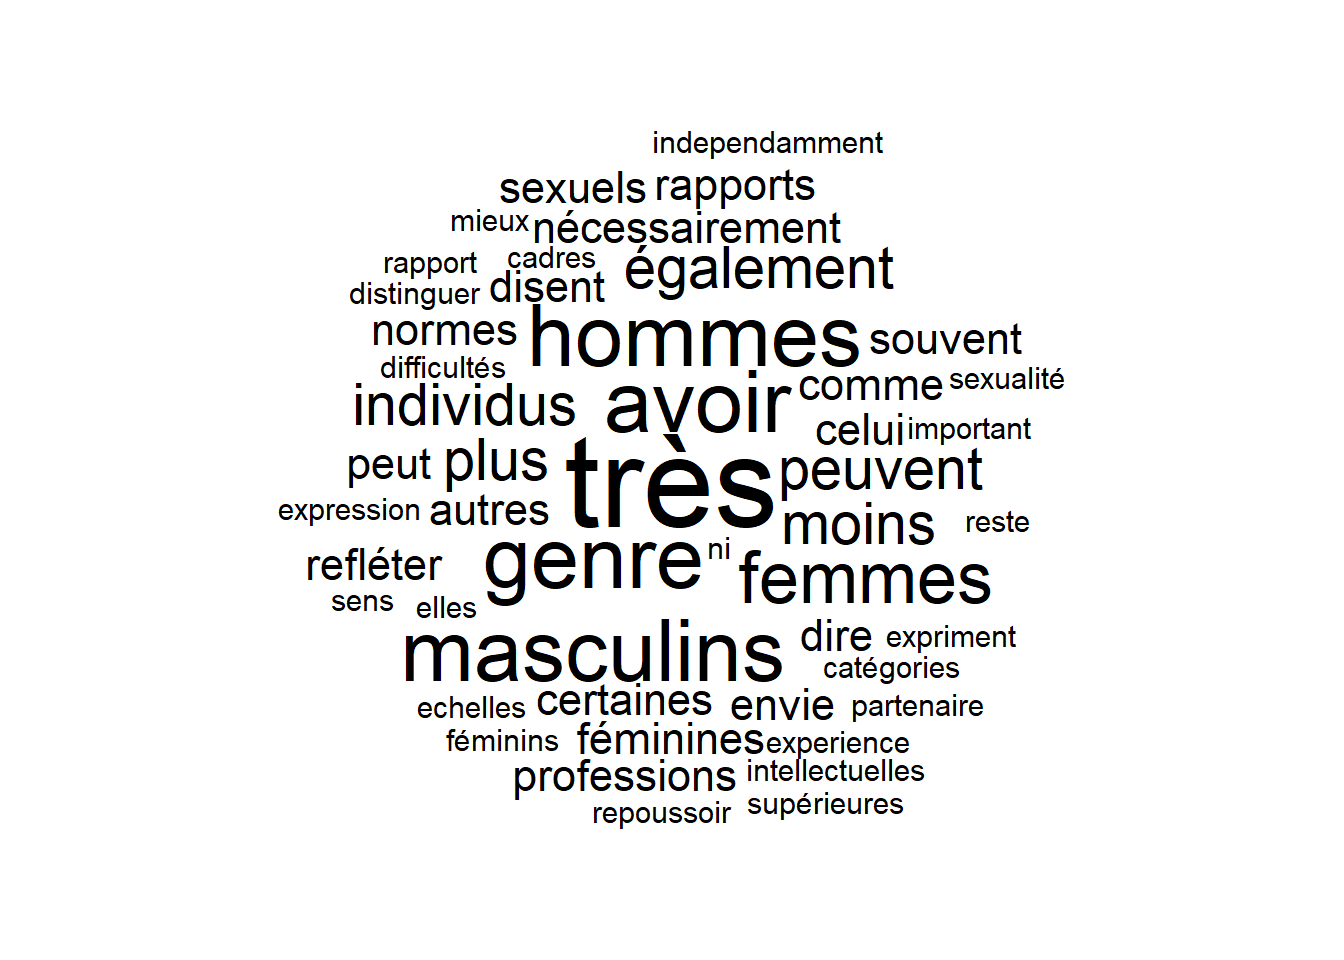 independamment
sexuels rapports
mieux nécessairement
rapport cadres également
distinguer disent
normes hommes souvent
difficultés avoir comme sexualité
individus celui important
peut plus très peuvent
expression autres moins reste
refléter genre ni femmes
sens elles
masculins dire expriment
catégories
echelles certaines envie partenaire
féminins féminines experience
professions intellectuelles
repoussoir supérieures